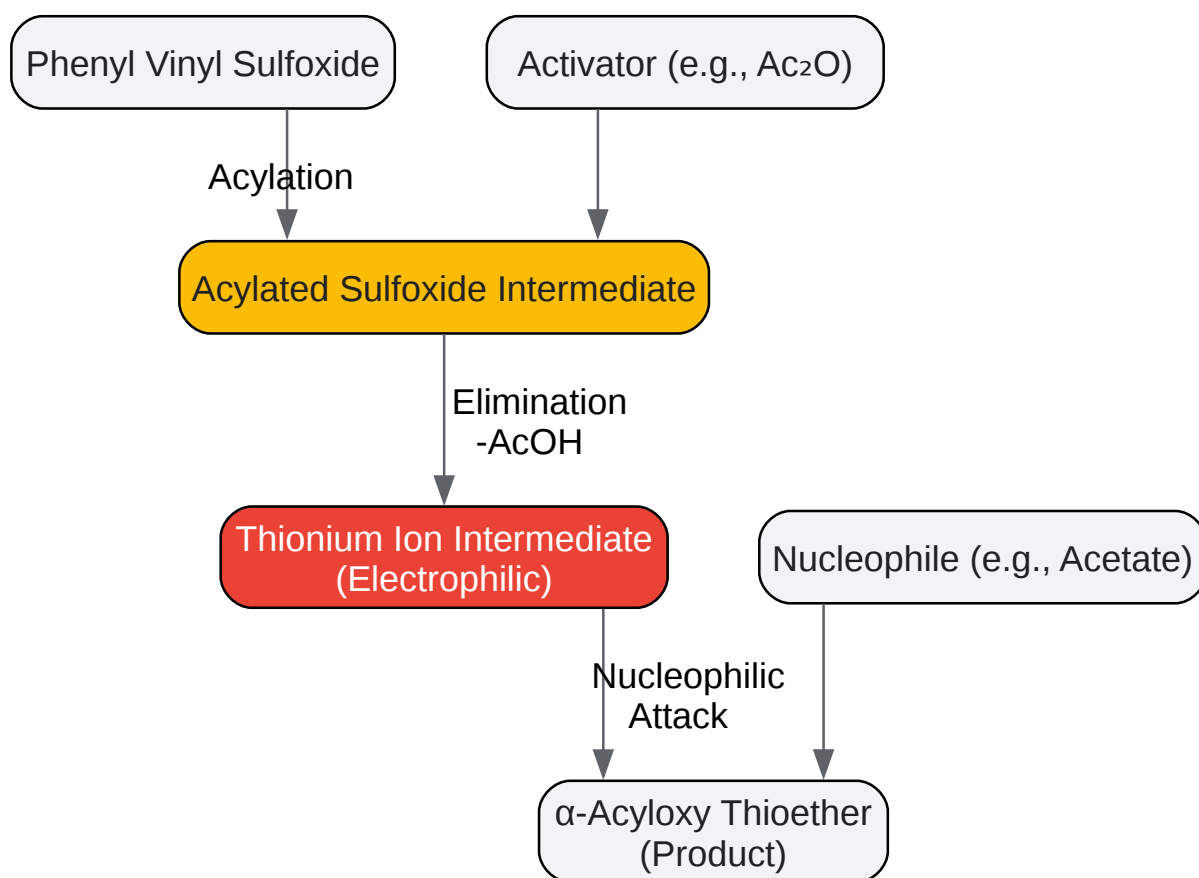 Phenyl Vinyl Sulfoxide
Activator (e.g., Ac₂O)
Acylation
Acylated Sulfoxide Intermediate
Elimination
-AcOH
Thionium Ion Intermediate
(Electrophilic)
Nucleophile (e.g., Acetate)
Nucleophilic
Attack
α-Acyloxy Thioether
(Product)